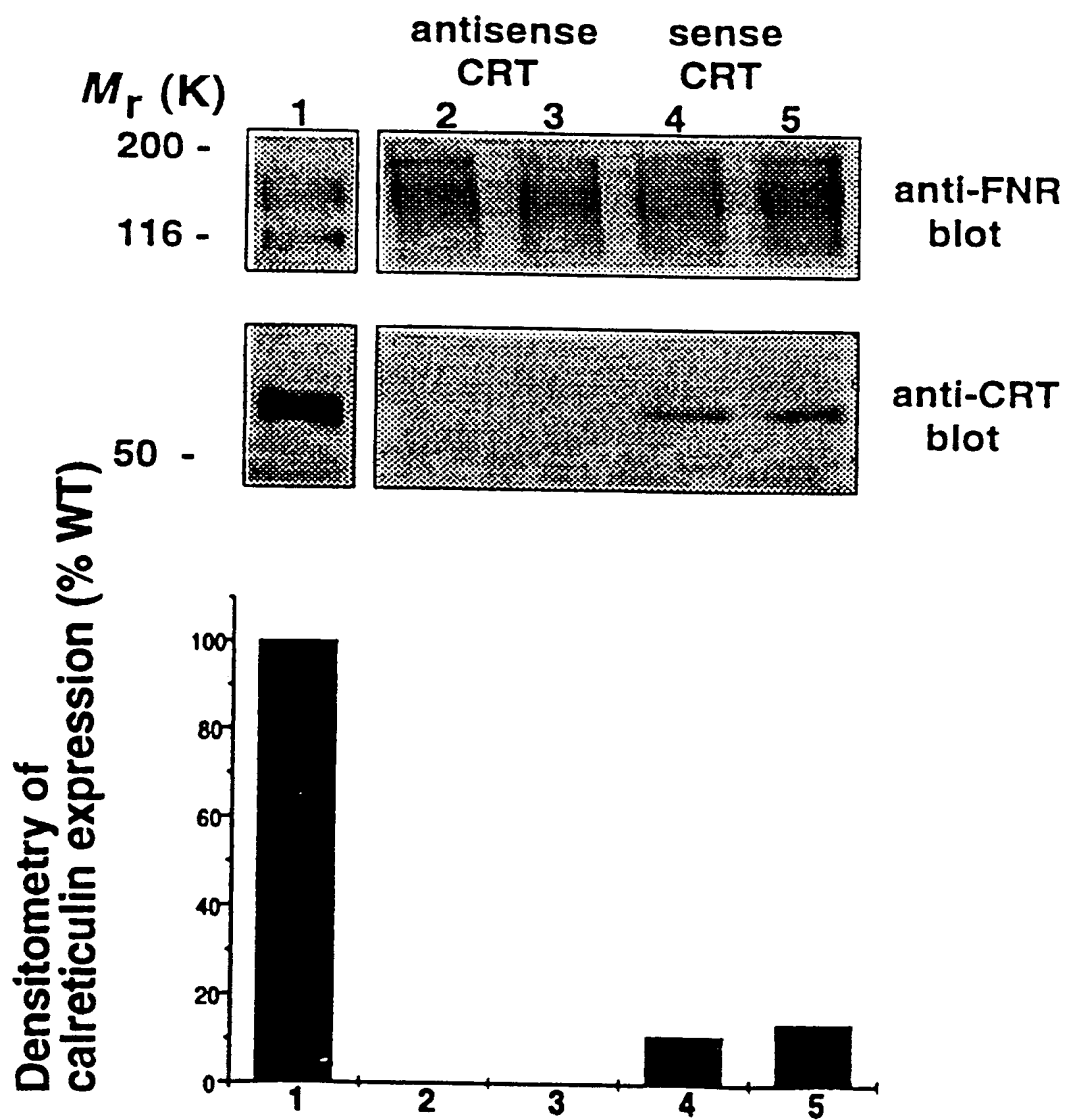 antisense
CRT
sense
CRT
Mr (K)
1
2
3
4
5
200 -
116 -
anti-FNR
blot
50 -
anti-CRT
blot
Densitometry of
calreticulin expression (% WT)
100
80
60
40
20
0
1
2
3
4
5